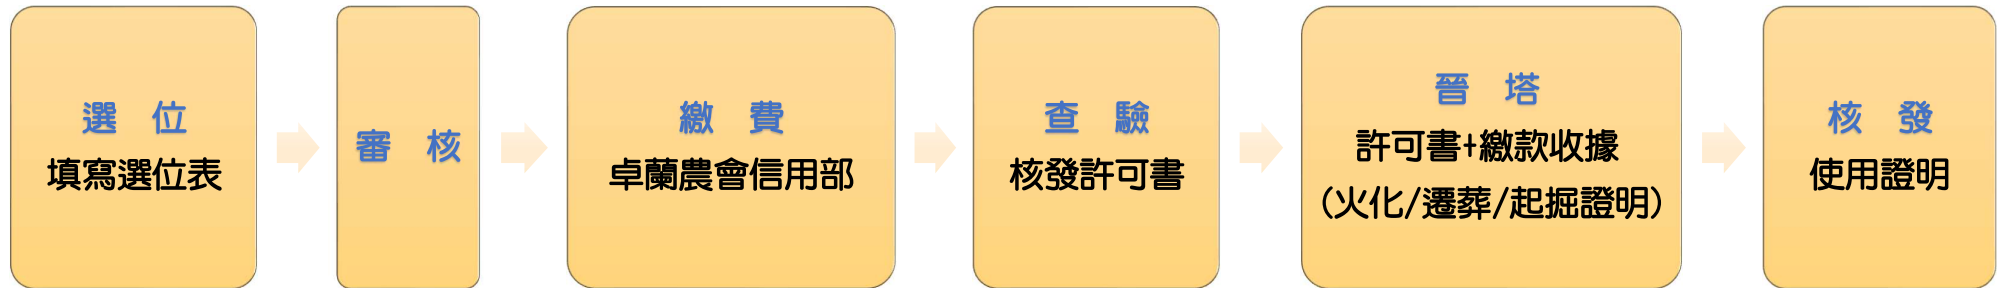 選　位
填寫選位表
審　核
繳　費
卓蘭農會信用部
查　驗
核發許可書
晉　塔
許可書+繳款收據
(火化/遷葬/起掘證明)
核　發
使用證明